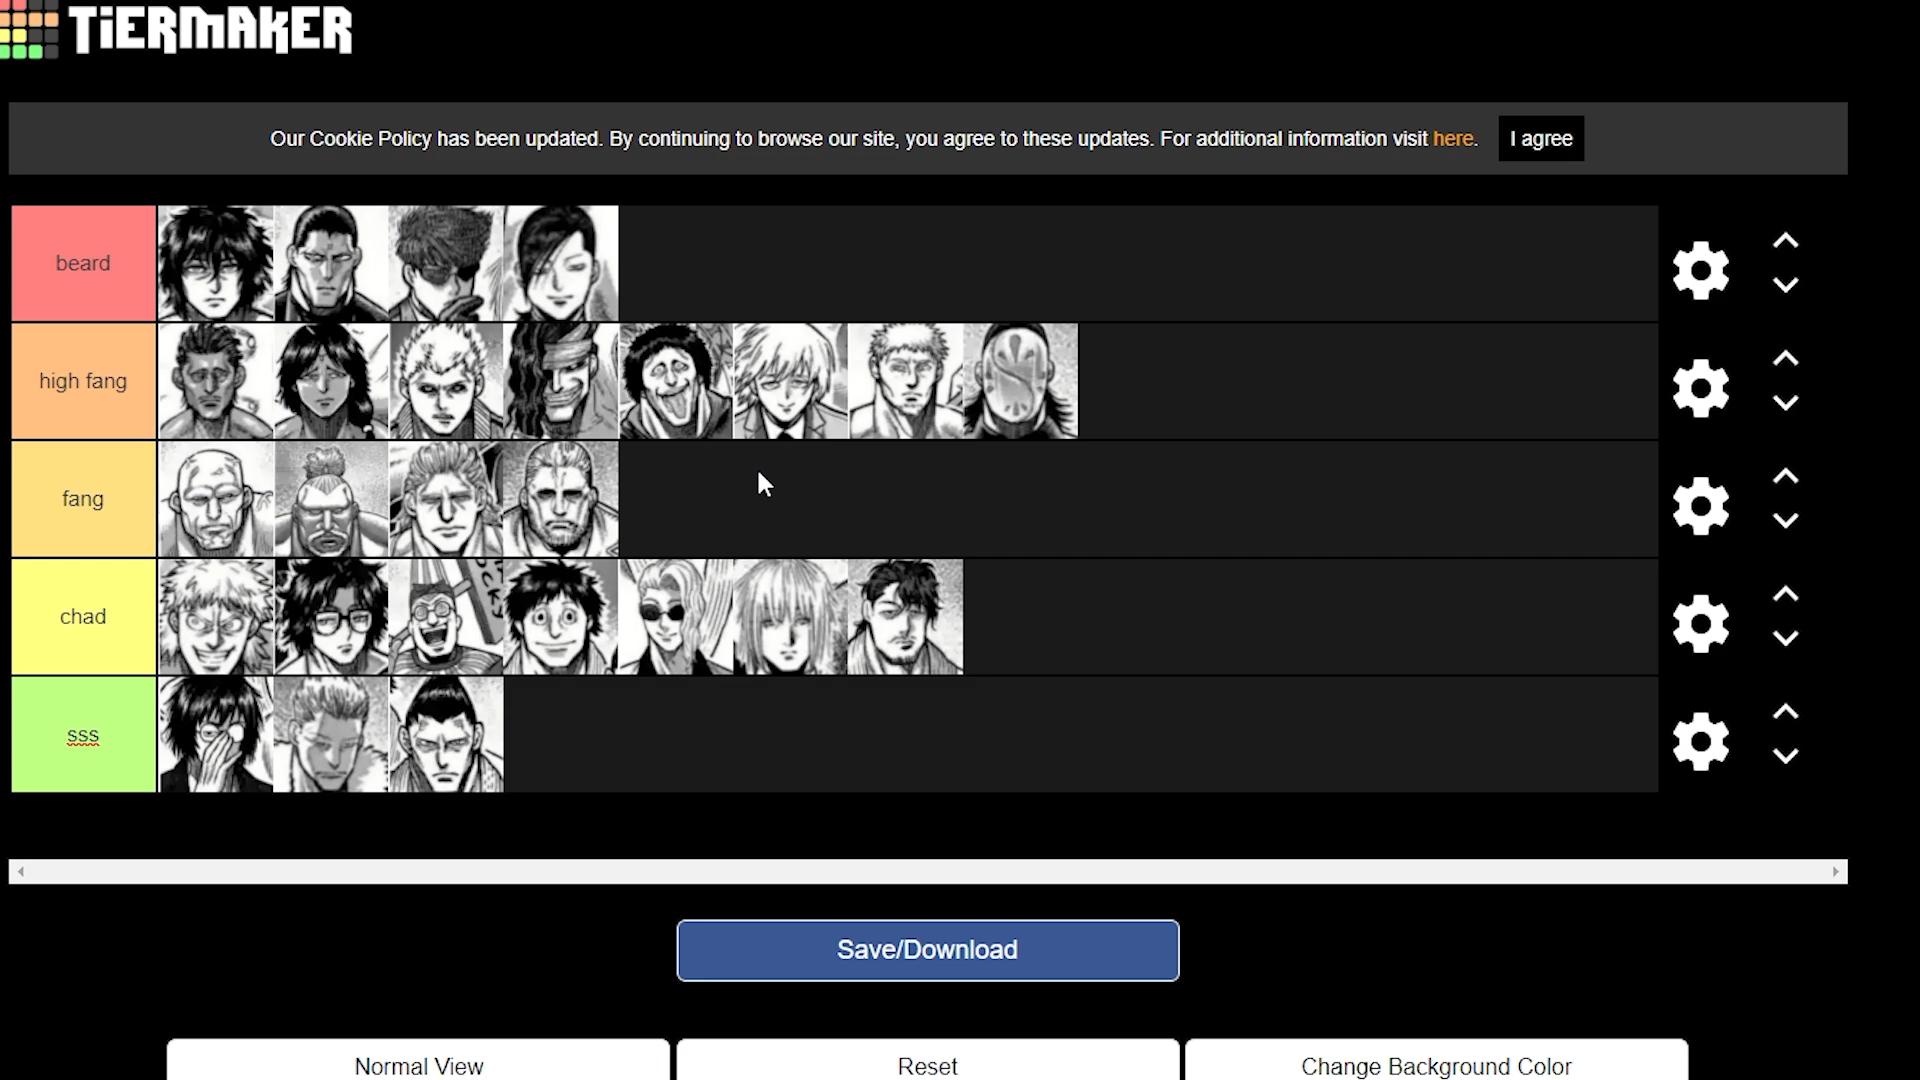 TiERMAKER
Our Cookie Policy has been updated. By continuing to browse our site, you agree to these updates. For additional information visit here.
I agree
beard
high fang
fang
chad
sss
Save/Download
Normal View
Reset
Change Background Color